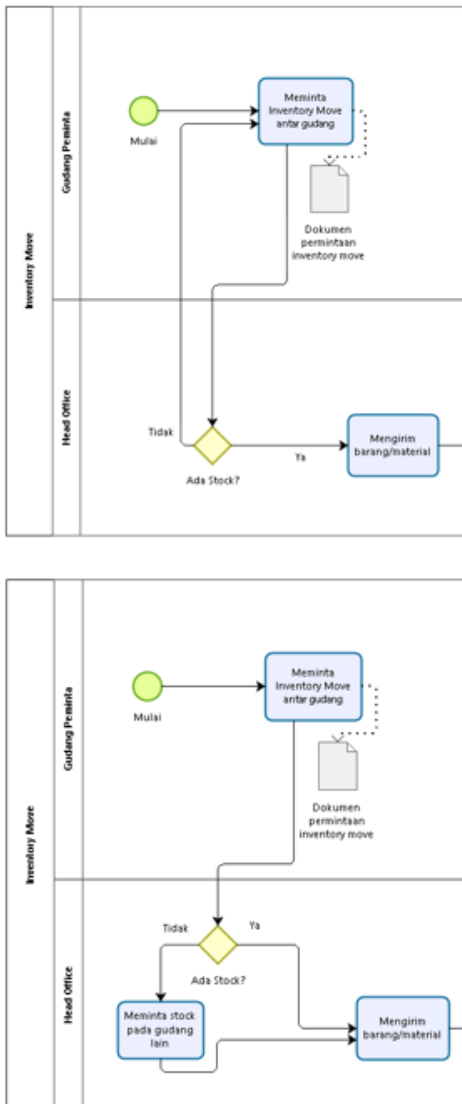 Inventory Move
Gudang Peminta
Mulai
Meminta
Inventory Move
antar gudang
Dokumen
permintaan
inventory move
Head Office
Tidak
Ada Stock?
Ya
Mengirim
barang/material
Inventory Move
Gudang Peminta
Mulai
Meminta
Inventory Move
antar gudang
Dokumen
permintaan
inventory move
Head Office
Tidak
Ya
Ada Stock?
Meminta stock
pada gudang
lain
Mengirim
barang/material